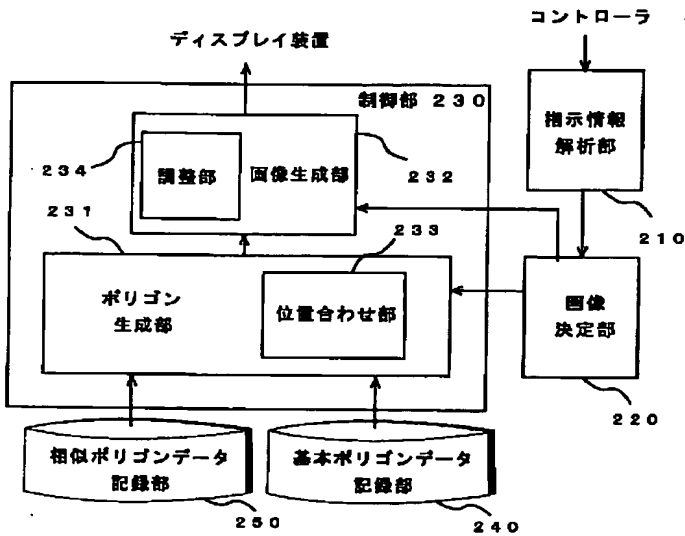 コントローラ
ディスプレイ装置
制御部 230
指示情報
解析部
234
調整部
画像生成部
232
231
210
233
ポリゴン
生成部
位置合わせ部
画像
決定部
220
相似ポリゴンデータ
記録部
基本ポリゴンデータ
記録部
250
240